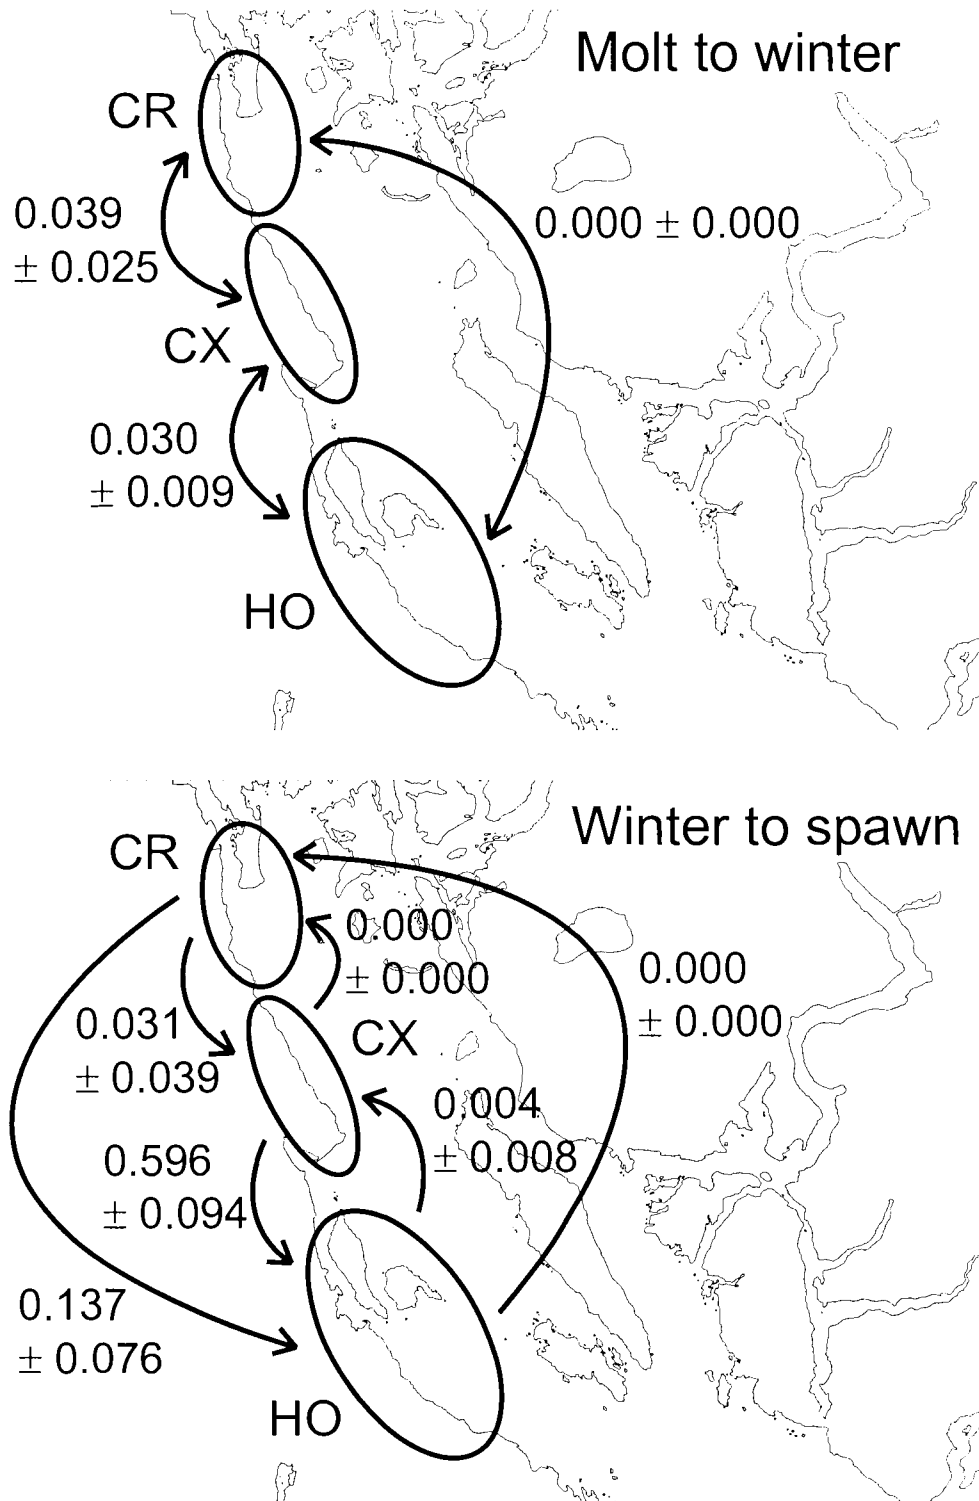 Molt to winter
CR
0.039
± 0.025
0.000 ± 0.000
CX
0.030
± 0.009
HO
Winter to spawn
CR
0.000
± 0.000
0.000
± 0.000
0.031
± 0.039
CX
0.004
± 0.008
0.596
± 0.094
0.137
± 0.076
HO